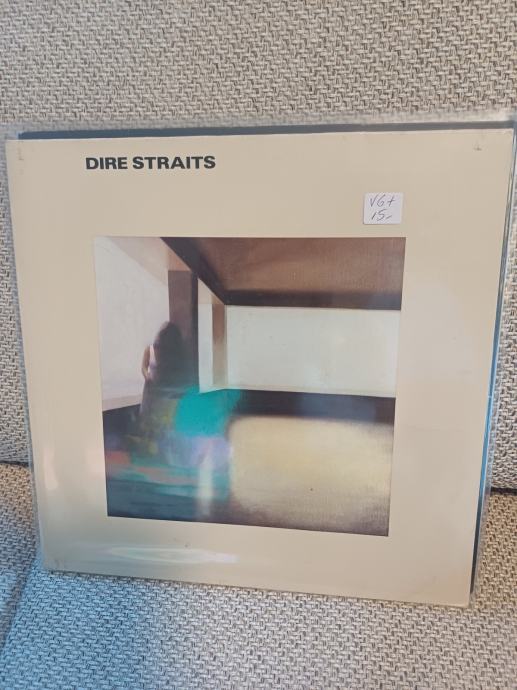 DIRE STRAITS
VG+
15,-